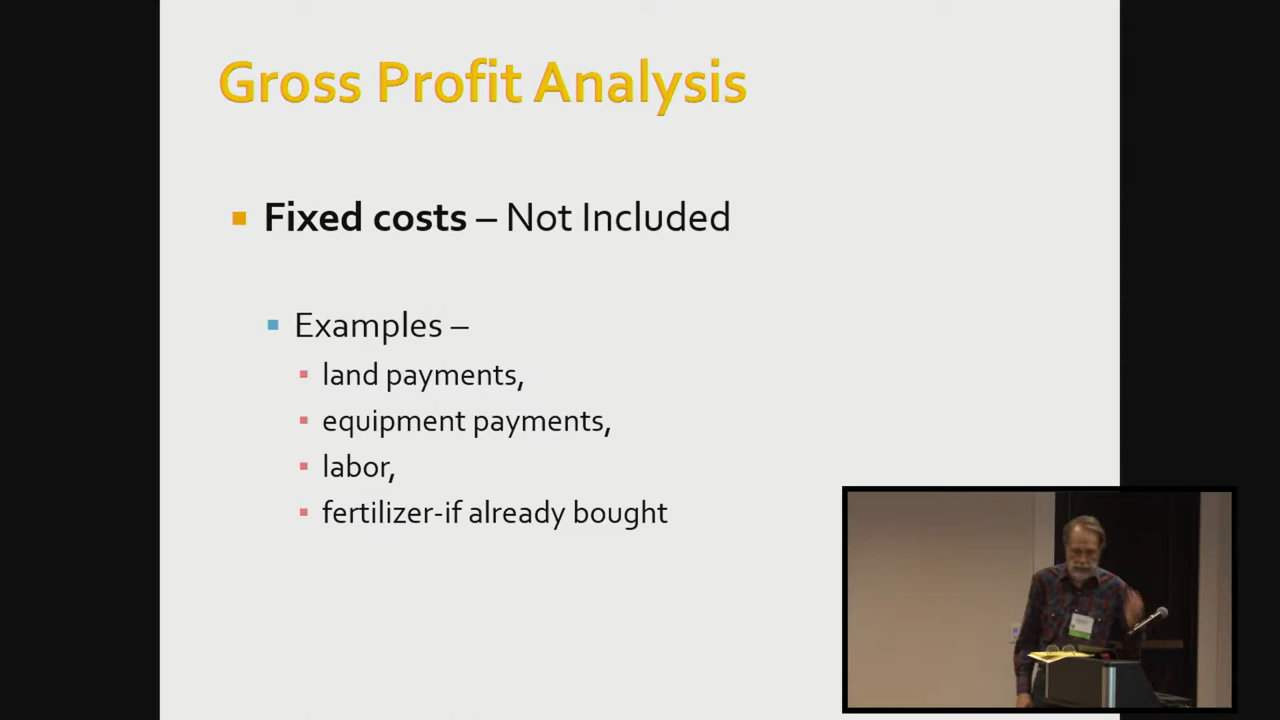 Gross Profit Analysis
Fixed costs – Not Included
Examples –
land payments,
equipment payments,
labor,
fertilizer-if already bought